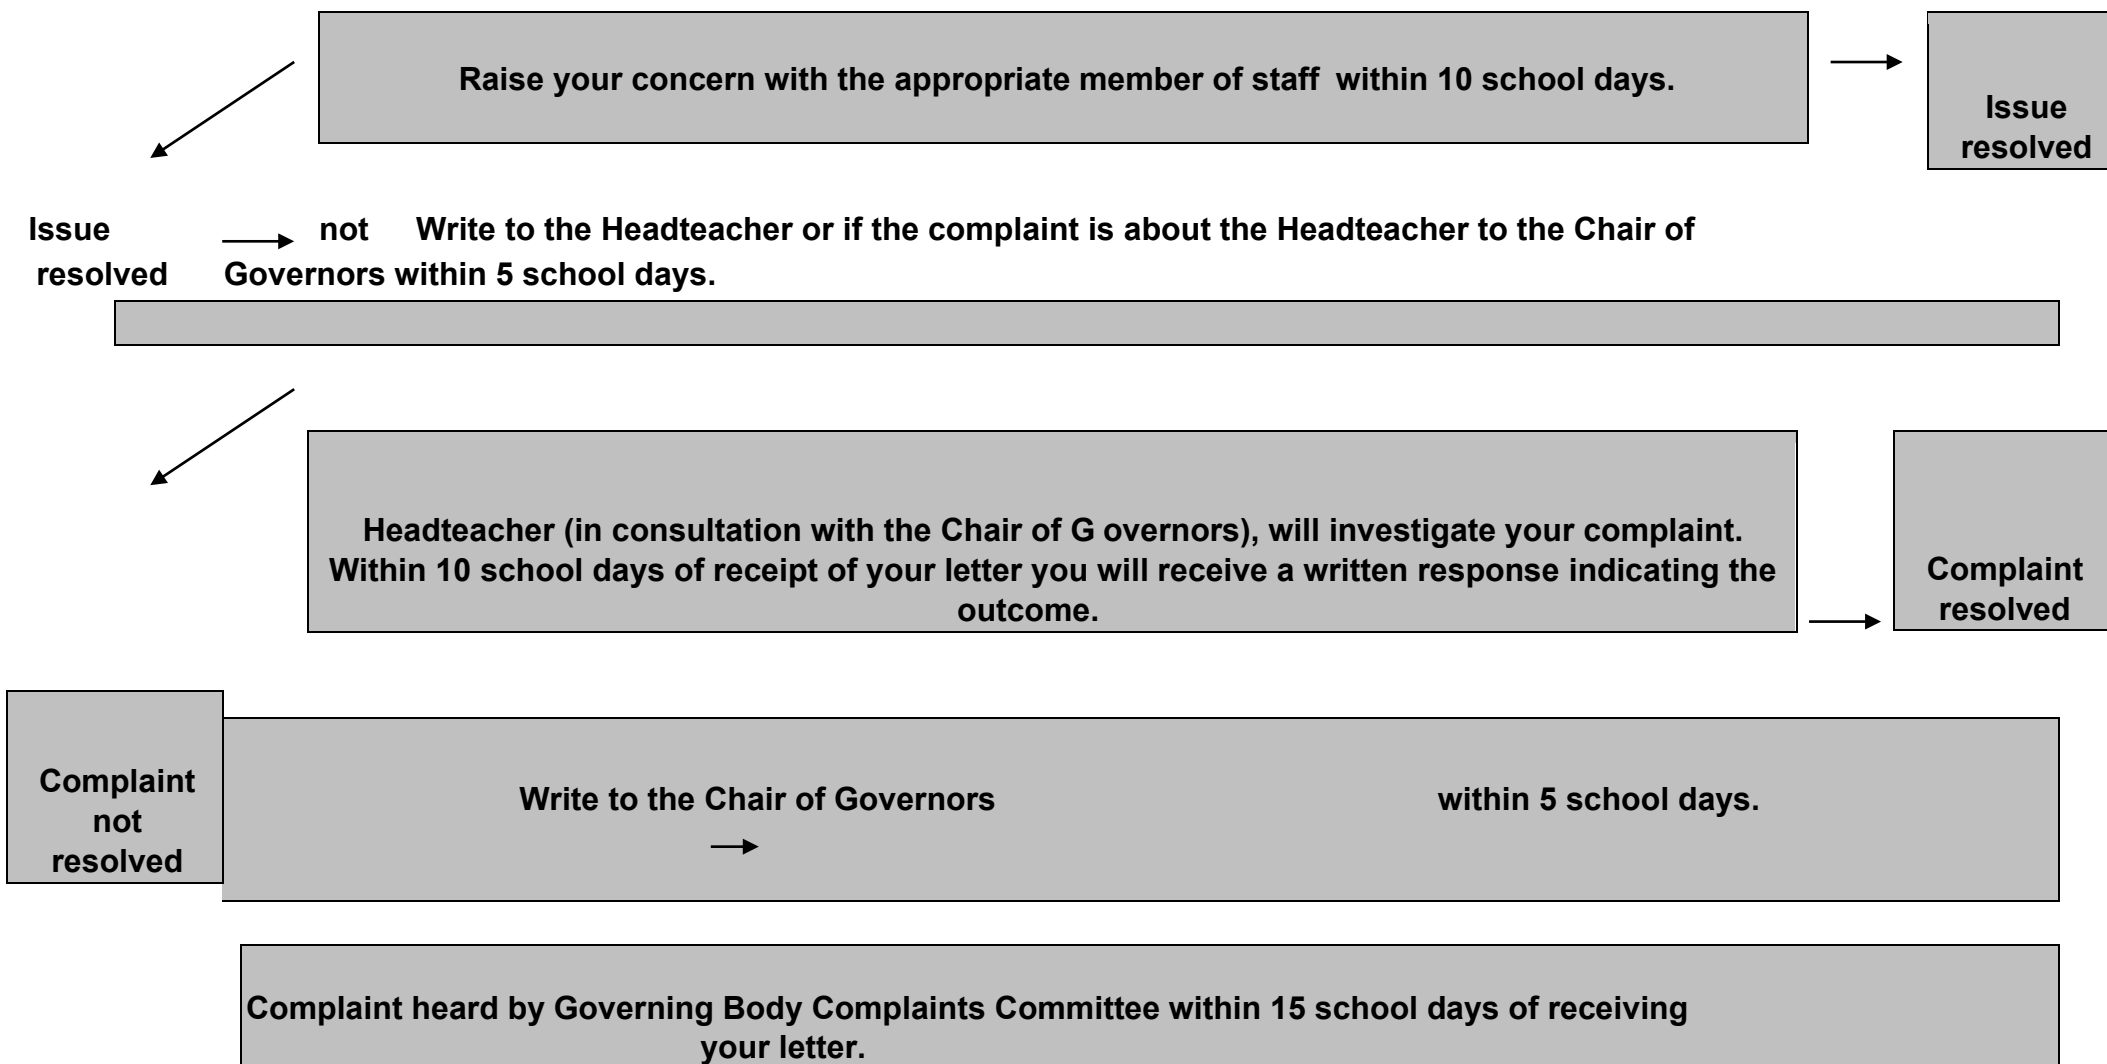 Raise your concern with the appropriate member of staff within 10 school days.
Issue
resolved
Issue not Write to the Headteacher or if the complaint is about the Headteacher to the Chair of
resolved Governors within 5 school days.
Headteacher (in consultation with the Chair of G overnors), will investigate your complaint.
Within 10 school days of receipt of your letter you will receive a written response indicating the
outcome.
Complaint
resolved
Complaint
not
resolved
Write to the Chair of Governors within 5 school days.
Complaint heard by Governing Body Complaints Committee within 15 school days of receiving
your letter.